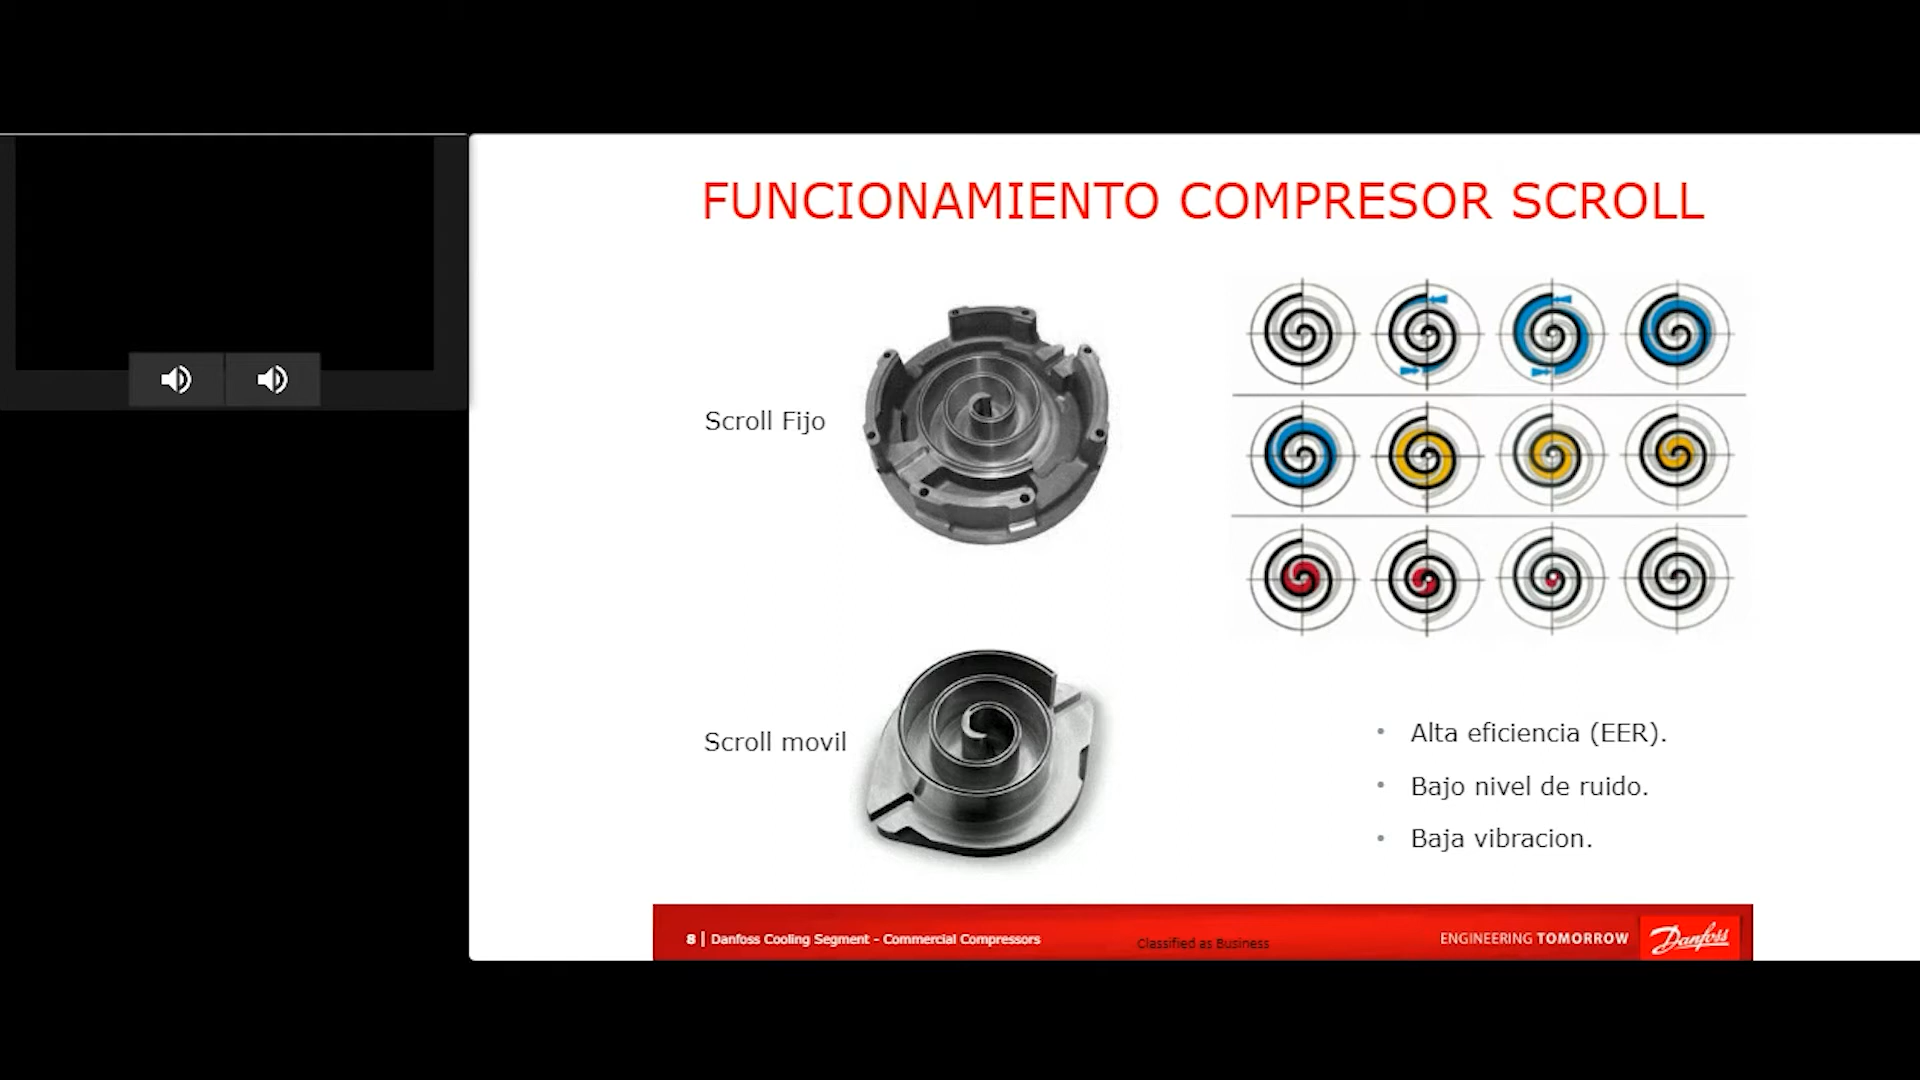 FUNCIONAMIENTO COMPRESOR SCROLL
Scroll Fijo
Scroll movil
• Alta eficiencia (EER).
• Bajo nivel de ruido.
• Baja vibracion.
8 | Danfoss Cooling Segment - Commercial Compressors
Classified as Business
ENGINEERING TOMORROW
Danfoss